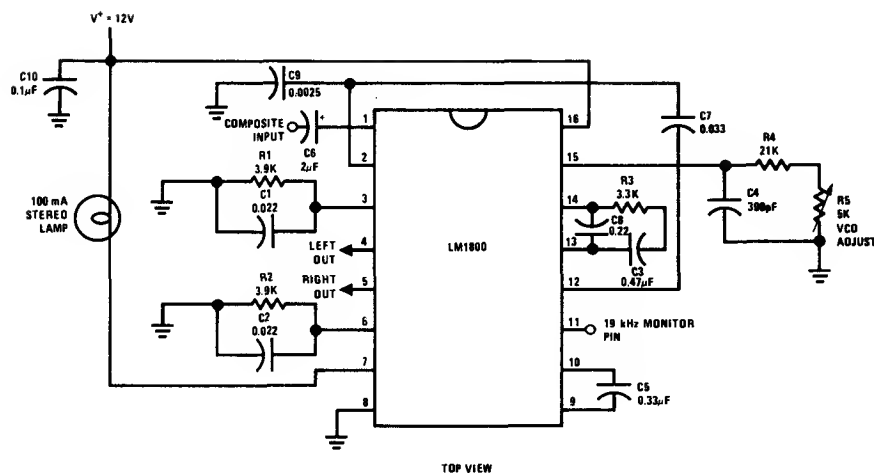 V+ = 12V
C10
0.1µF
C9
0.0025
COMPOSITE
INPUT
+
C6
2µF
R1
3.9K
C1
0.022
100 mA
STEREO
LAMP
LEFT
OUT
RIGHT
OUT
R2
3.9K
C2
0.022
1
2
3
4
5
6
7
8
LM1800
16
15
14
13
12
11
10
9
C7
0.033
R4
21K
C4
390pF
R5
5K
VCO
ADJUST
R3
3.3K
C8
0.22
C3
0.47µF
19 kHz MONITOR
PIN
C5
0.33µF
TOP VIEW